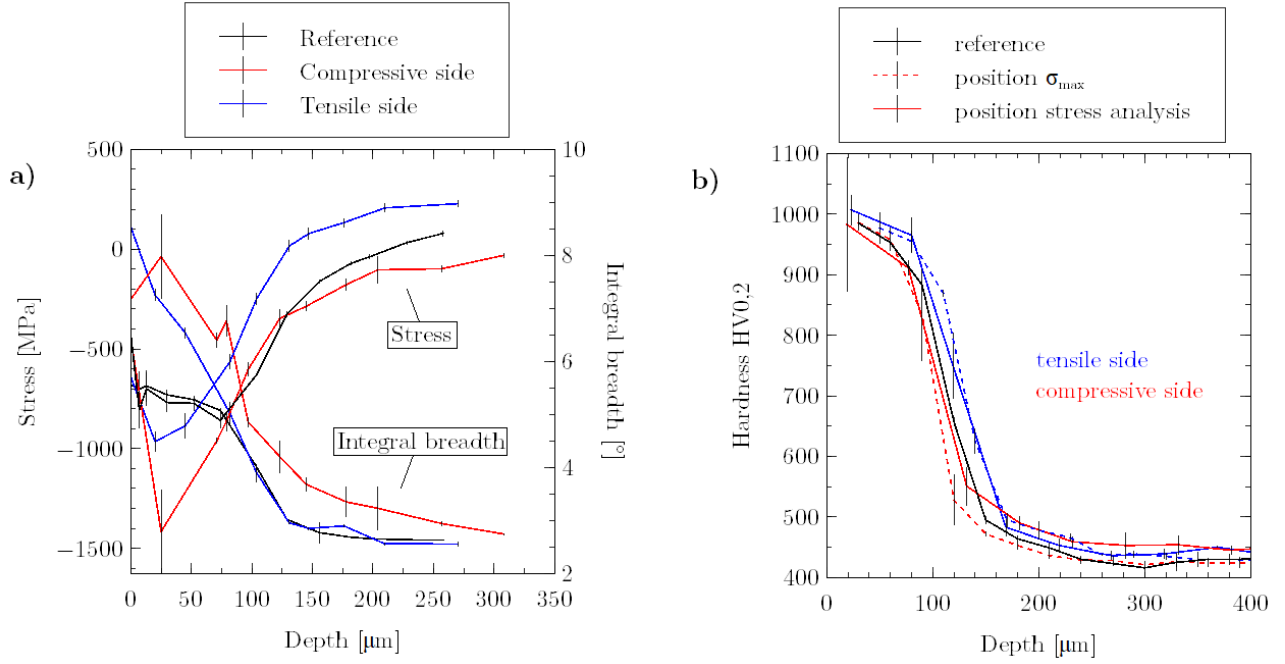 Reference
Compressive side
Tensile side
a)
500
0
−500
−1000
−1500
Stress [MPa]
10
8
6
4
2
Integral breadth [°]
Stress
Integral breadth
0
50
100
150
200
250
300
350
Depth [μm]
reference
position σmax
position stress analysis
b)
1100
1000
900
800
700
600
500
400
Hardness HV0,2
tensile side
compressive side
0
100
200
300
400
Depth [μm]